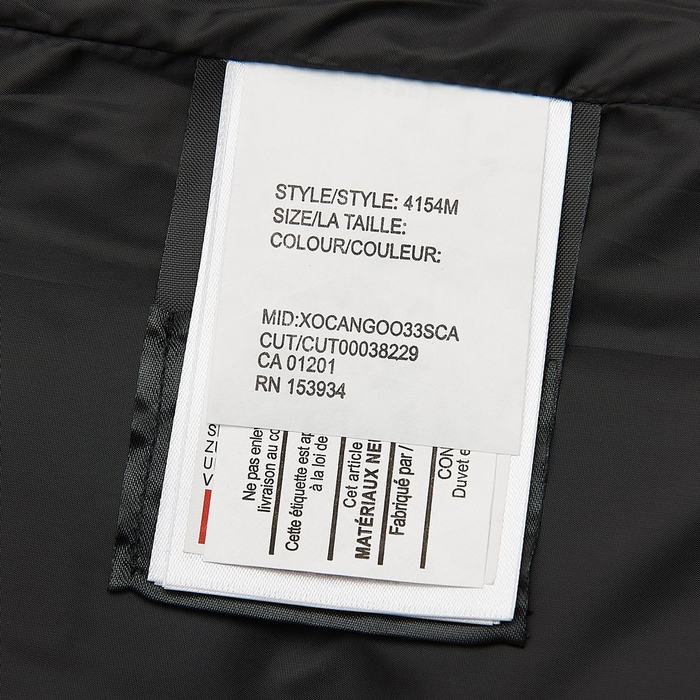 STYLE/STYLE: 4154M
SIZE/LA TAILLE:
COLOUR/COULEUR:
MID:XOCANGOO33SCA
CUT/CUT00038229
CA 01201
RN 153934
Ne pas enle
livraison au co
Cette étiquette est ap
à la loi de
Cet article
MATÉRIAUX NE
Fabriqué par /
CON
Duvet e